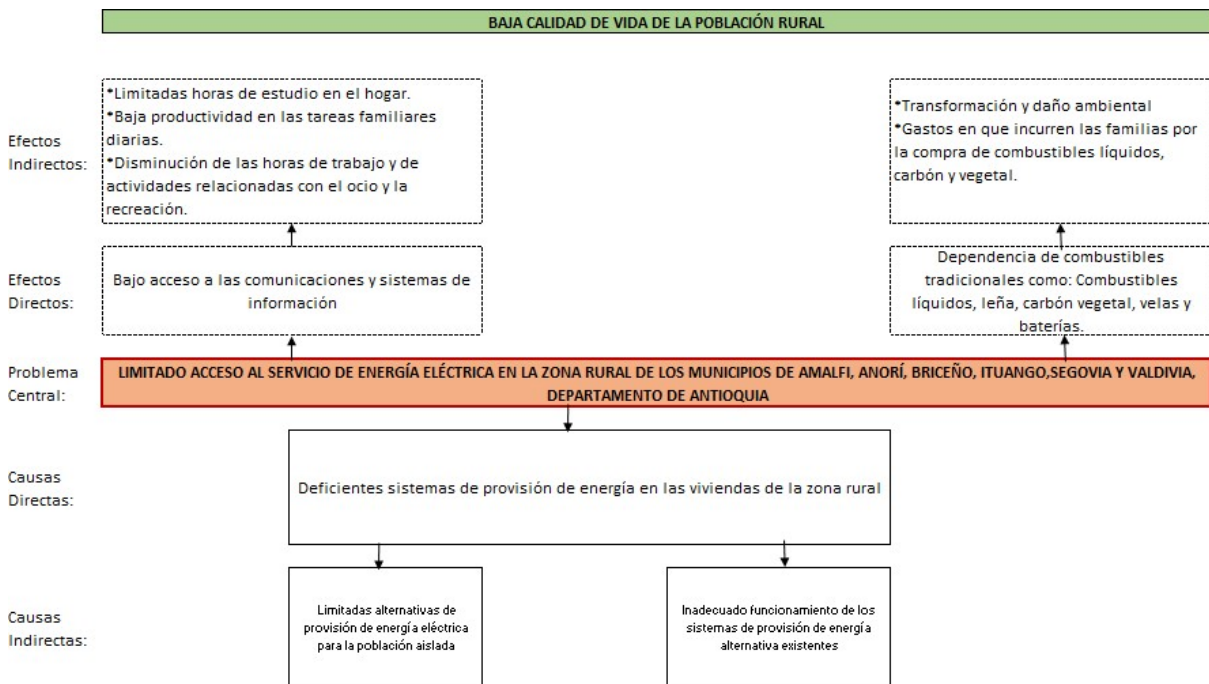 BAJA CALIDAD DE VIDA DE LA POBLACIÓN RURAL
Efectos
Indirectos:
*Limitadas horas de estudio en el hogar.
*Baja productividad en las tareas familiares
diarias.
*Disminución de las horas de trabajo y de
actividades relacionadas con el ocio y la
recreación.
*Transformación y daño ambiental
*Gastos en que incurren las familias por
la compra de combustibles líquidos,
carbón y vegetal.
Efectos
Directos:
Bajo acceso a las comunicaciones y sistemas de
información
Dependencia de combustibles
tradicionales como: Combustibles
líquidos, leña, carbón vegetal, velas y
baterías.
Problema
Central:
LIMITADO ACCESO AL SERVICIO DE ENERGÍA ELÉCTRICA EN LA ZONA RURAL DE LOS MUNICIPIOS DE AMALFI, ANORÍ, BRICEÑO, ITUANGO,SEGOVIA Y VALDIVIA,
DEPARTAMENTO DE ANTIOQUIA
Causas
Directas:
Deficientes sistemas de provisión de energía en las viviendas de la zona rural
Causas
Indirectas:
Limitadas alternativas de
provisión de energía eléctrica
para la población aislada
Inadecuado funcionamiento de los
sistemas de provisión de energía
alternativa existentes